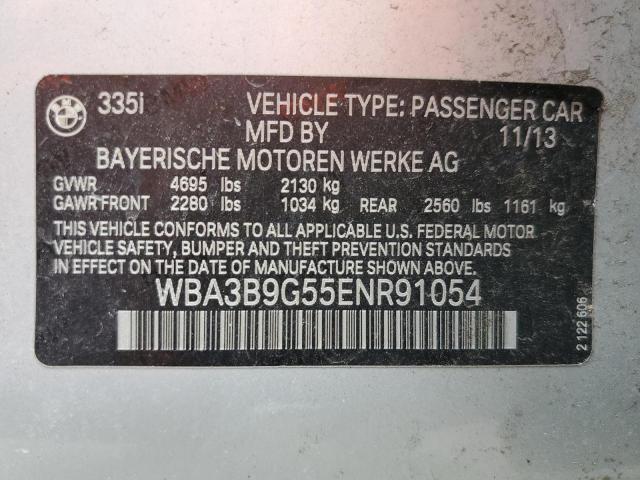 335i VEHICLE TYPE: PASSENGER CAR
MFD BY 11/13
BAYERISCHE MOTOREN WERKE AG
GVWR 4695 lbs 2130 kg
GAWR FRONT 2280 lbs 1034 kg REAR 2560 lbs 1161 kg
THIS VEHICLE CONFORMS TO ALL APPLICABLE U.S. FEDERAL MOTOR
VEHICLE SAFETY, BUMPER AND THEFT PREVENTION STANDARDS
IN EFFECT ON THE DATE OF MANUFACTURE SHOWN ABOVE.
WBA3B9G55ENR91054
2 122 606